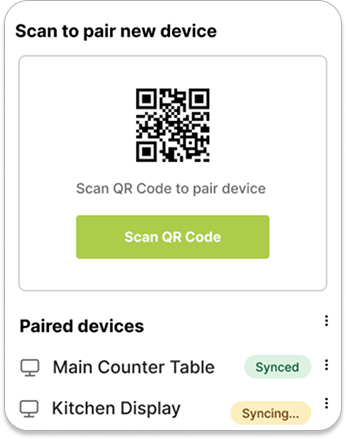 Scan to pair new device
Scan QR Code to pair device
Scan QR Code
Paired devices
Main Counter Table
Synced
Kitchen Display
Syncing...